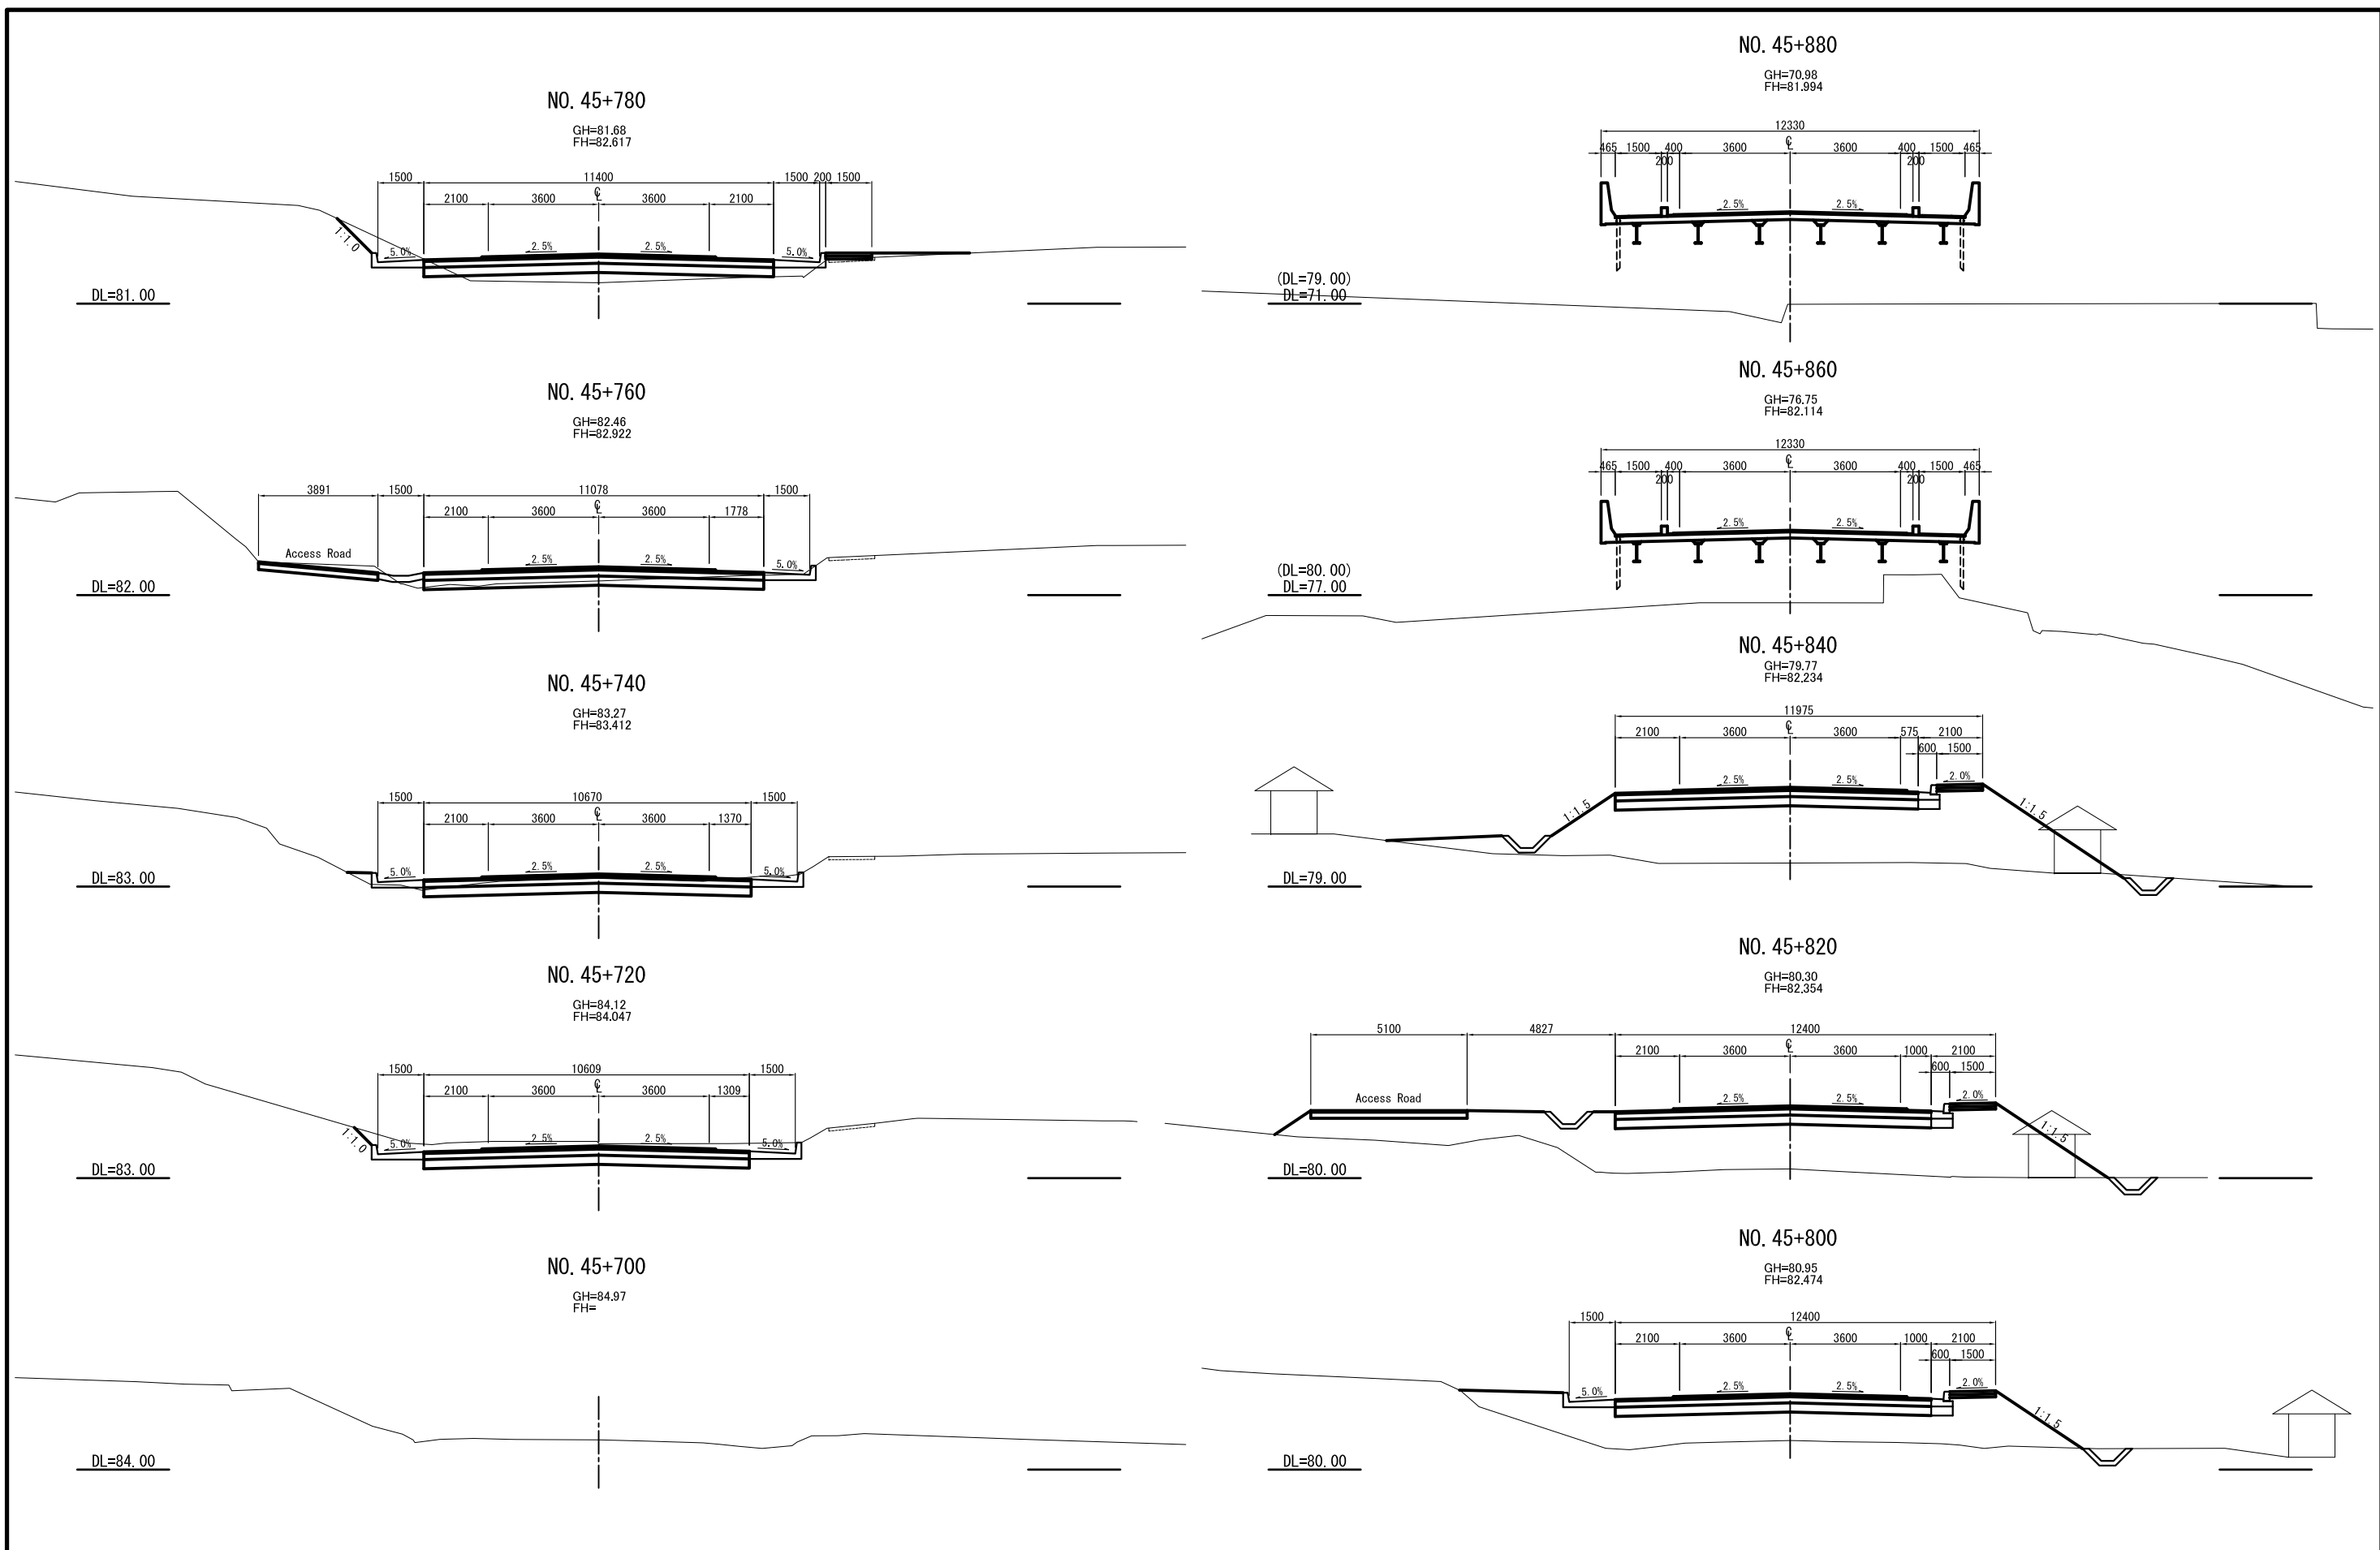 NO. 45+780
GH=81.68
FH=82.617
1500 11400 1500 200 1500
℄
2100 3600 3600 2100
1:1.0
5.0% 2.5% 2.5% 5.0%
DL=81.00
NO. 45+760
GH=82.46
FH=82.922
3891 1500 11078 1500
℄
2100 3600 3600 1778
Access Road
2.5% 2.5% 5.0%
DL=82.00
NO. 45+740
GH=83.27
FH=83.412
1500 10670 1500
℄
2100 3600 3600 1370
5.0% 2.5% 2.5% 5.0%
DL=83.00
NO. 45+720
GH=84.12
FH=84.047
1500 10609 1500
℄
2100 3600 3600 1309
1:1.0
5.0% 2.5% 2.5% 5.0%
DL=83.00
NO. 45+700
GH=84.97
FH=
DL=84.00
NO. 45+880
GH=70.98
FH=81.994
12330
℄
465 1500 400 3600 3600 400 1500 465
200 200
2.5% 2.5%
(DL=79.00)
DL=71.00
NO. 45+860
GH=76.75
FH=82.114
12330
℄
465 1500 400 3600 3600 400 1500 465
200 200
2.5% 2.5%
(DL=80.00)
DL=77.00
NO. 45+840
GH=79.77
FH=82.234
11975
℄
2100 3600 3600 575 2100
600 1500
2.5% 2.5% 2.0%
1:1.5 1:1.5
DL=79.00
NO. 45+820
GH=80.30
FH=82.354
5100 4827 12400
℄
2100 3600 3600 1000 2100
600 1500
Access Road 2.5% 2.5% 2.0%
1:1.5
DL=80.00
NO. 45+800
GH=80.95
FH=82.474
1500 12400
℄
2100 3600 3600 1000 2100
600 1500
5.0% 2.5% 2.5% 2.0%
1:1.5
DL=80.00